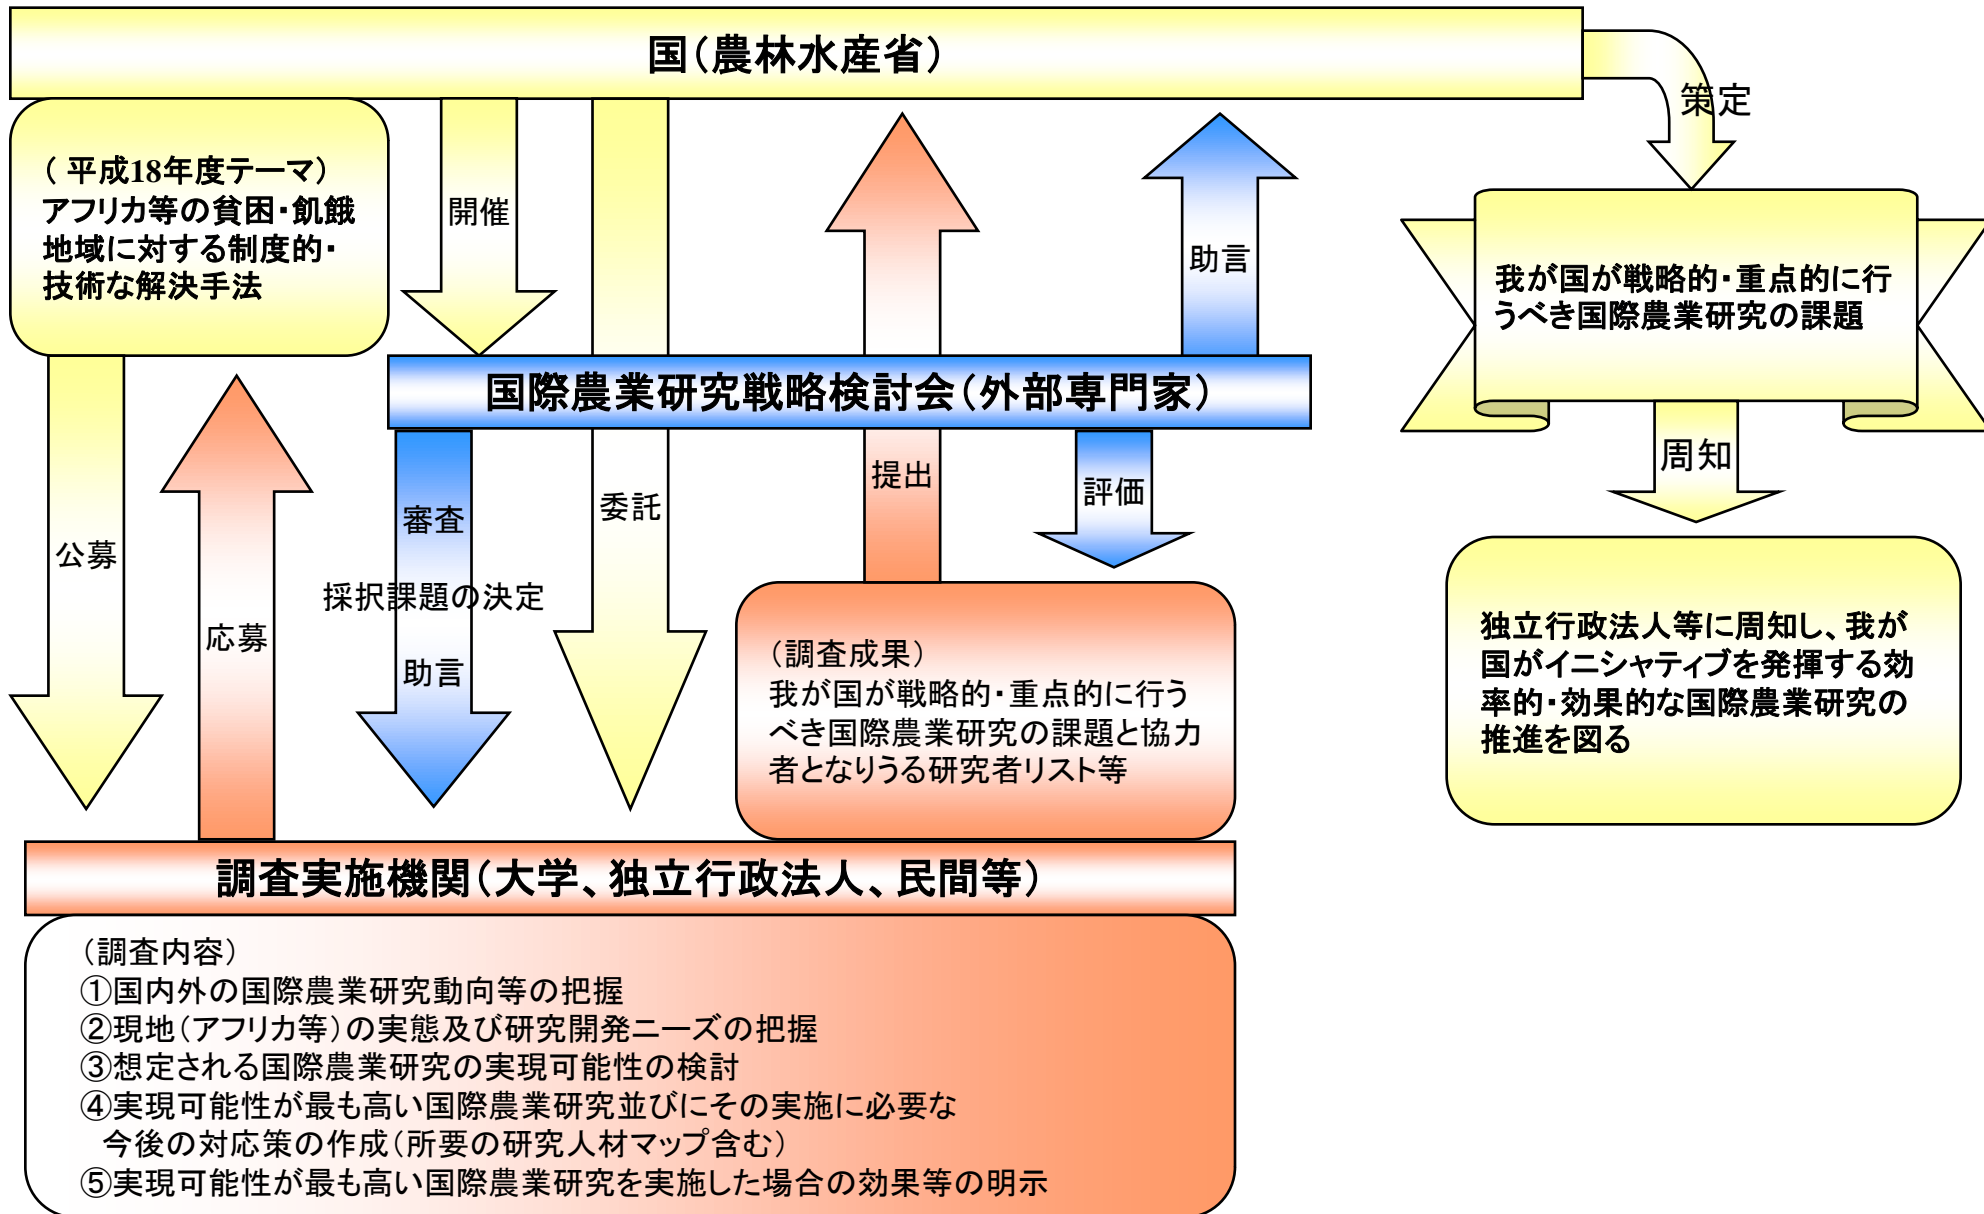 国（農林水産省）
策定
（ 平成18年度テーマ）
アフリカ等の貧困・飢餓
地域に対する制度的・
技術な解決手法
開催
助言
我が国が戦略的・重点的に行
うべき国際農業研究の課題
国際農業研究戦略検討会（外部専門家）
周知
提出
評価
委託
審査
公募
採択課題の決定
応募
助言
（調査成果）
我が国が戦略的・重点的に行う
べき国際農業研究の課題と協力
者となりうる研究者リスト等
独立行政法人等に周知し、我が
国がイニシャティブを発揮する効
率的・効果的な国際農業研究の
推進を図る
調査実施機関（大学、独立行政法人、民間等）
（調査内容）
①国内外の国際農業研究動向等の把握
②現地（アフリカ等）の実態及び研究開発ニーズの把握
③想定される国際農業研究の実現可能性の検討
④実現可能性が最も高い国際農業研究並びにその実施に必要な
今後の対応策の作成（所要の研究人材マップ含む）
⑤実現可能性が最も高い国際農業研究を実施した場合の効果等の明示